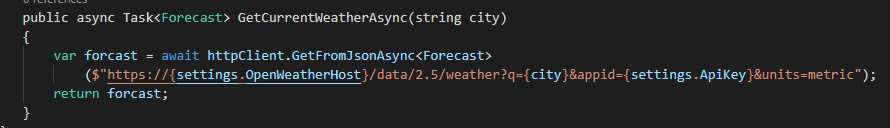 0 references
public async Task<Forecast> GetCurrentWeatherAsync(string city)
{
var forcast = await httpClient.GetFromJsonAsync<Forecast>
($"https://{settings.OpenWeatherHost}/data/2.5/weather?q={city}&appid={settings.ApiKey}&units=metric");
return forcast;
}
}